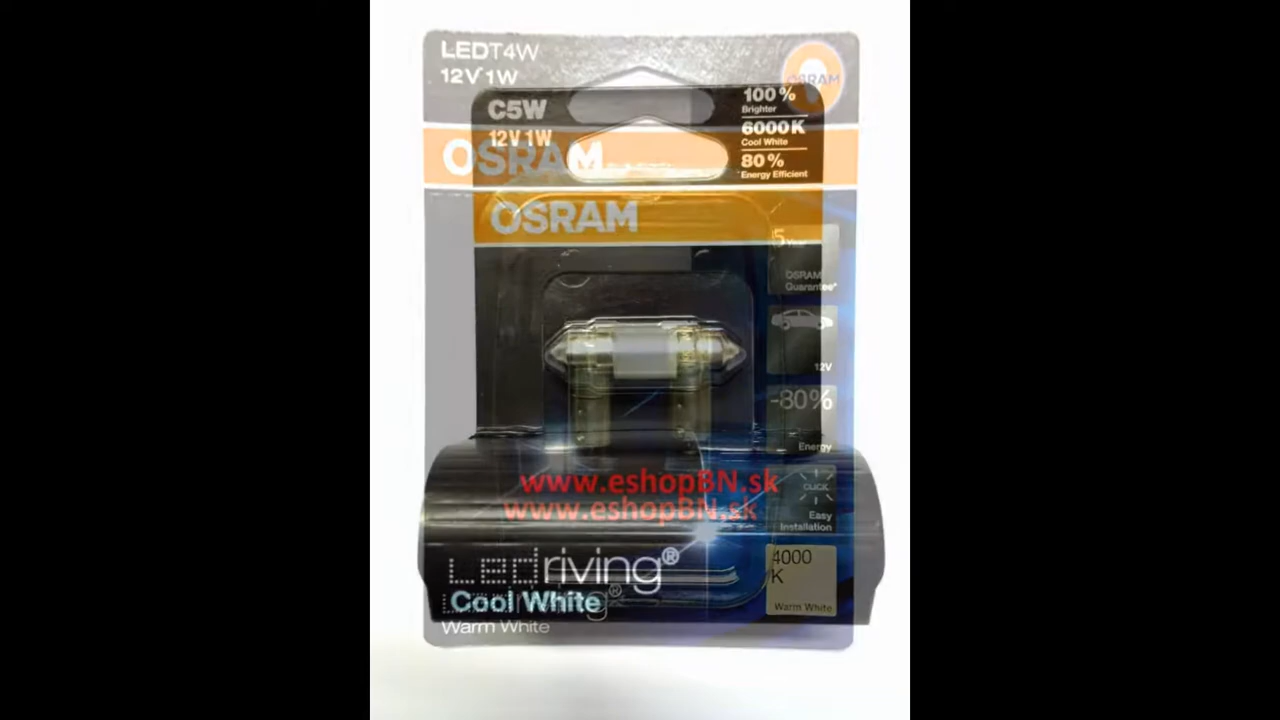 LEDT4W
12V 1W
OSRAM
C5W
12V 1W
100%
Brighter
6000K
Cool White
80%
Energy Efficient
OSRAM
OSRAM
5 Year
OSRAM
Guarantee*
12V
-80%
Energy
CLICK
Easy
Installation
www.eshopBN.sk
www.eshopBN.sk
4000
K
Warm White
LEDriving®
Cool White
LEDriving®
Warm White